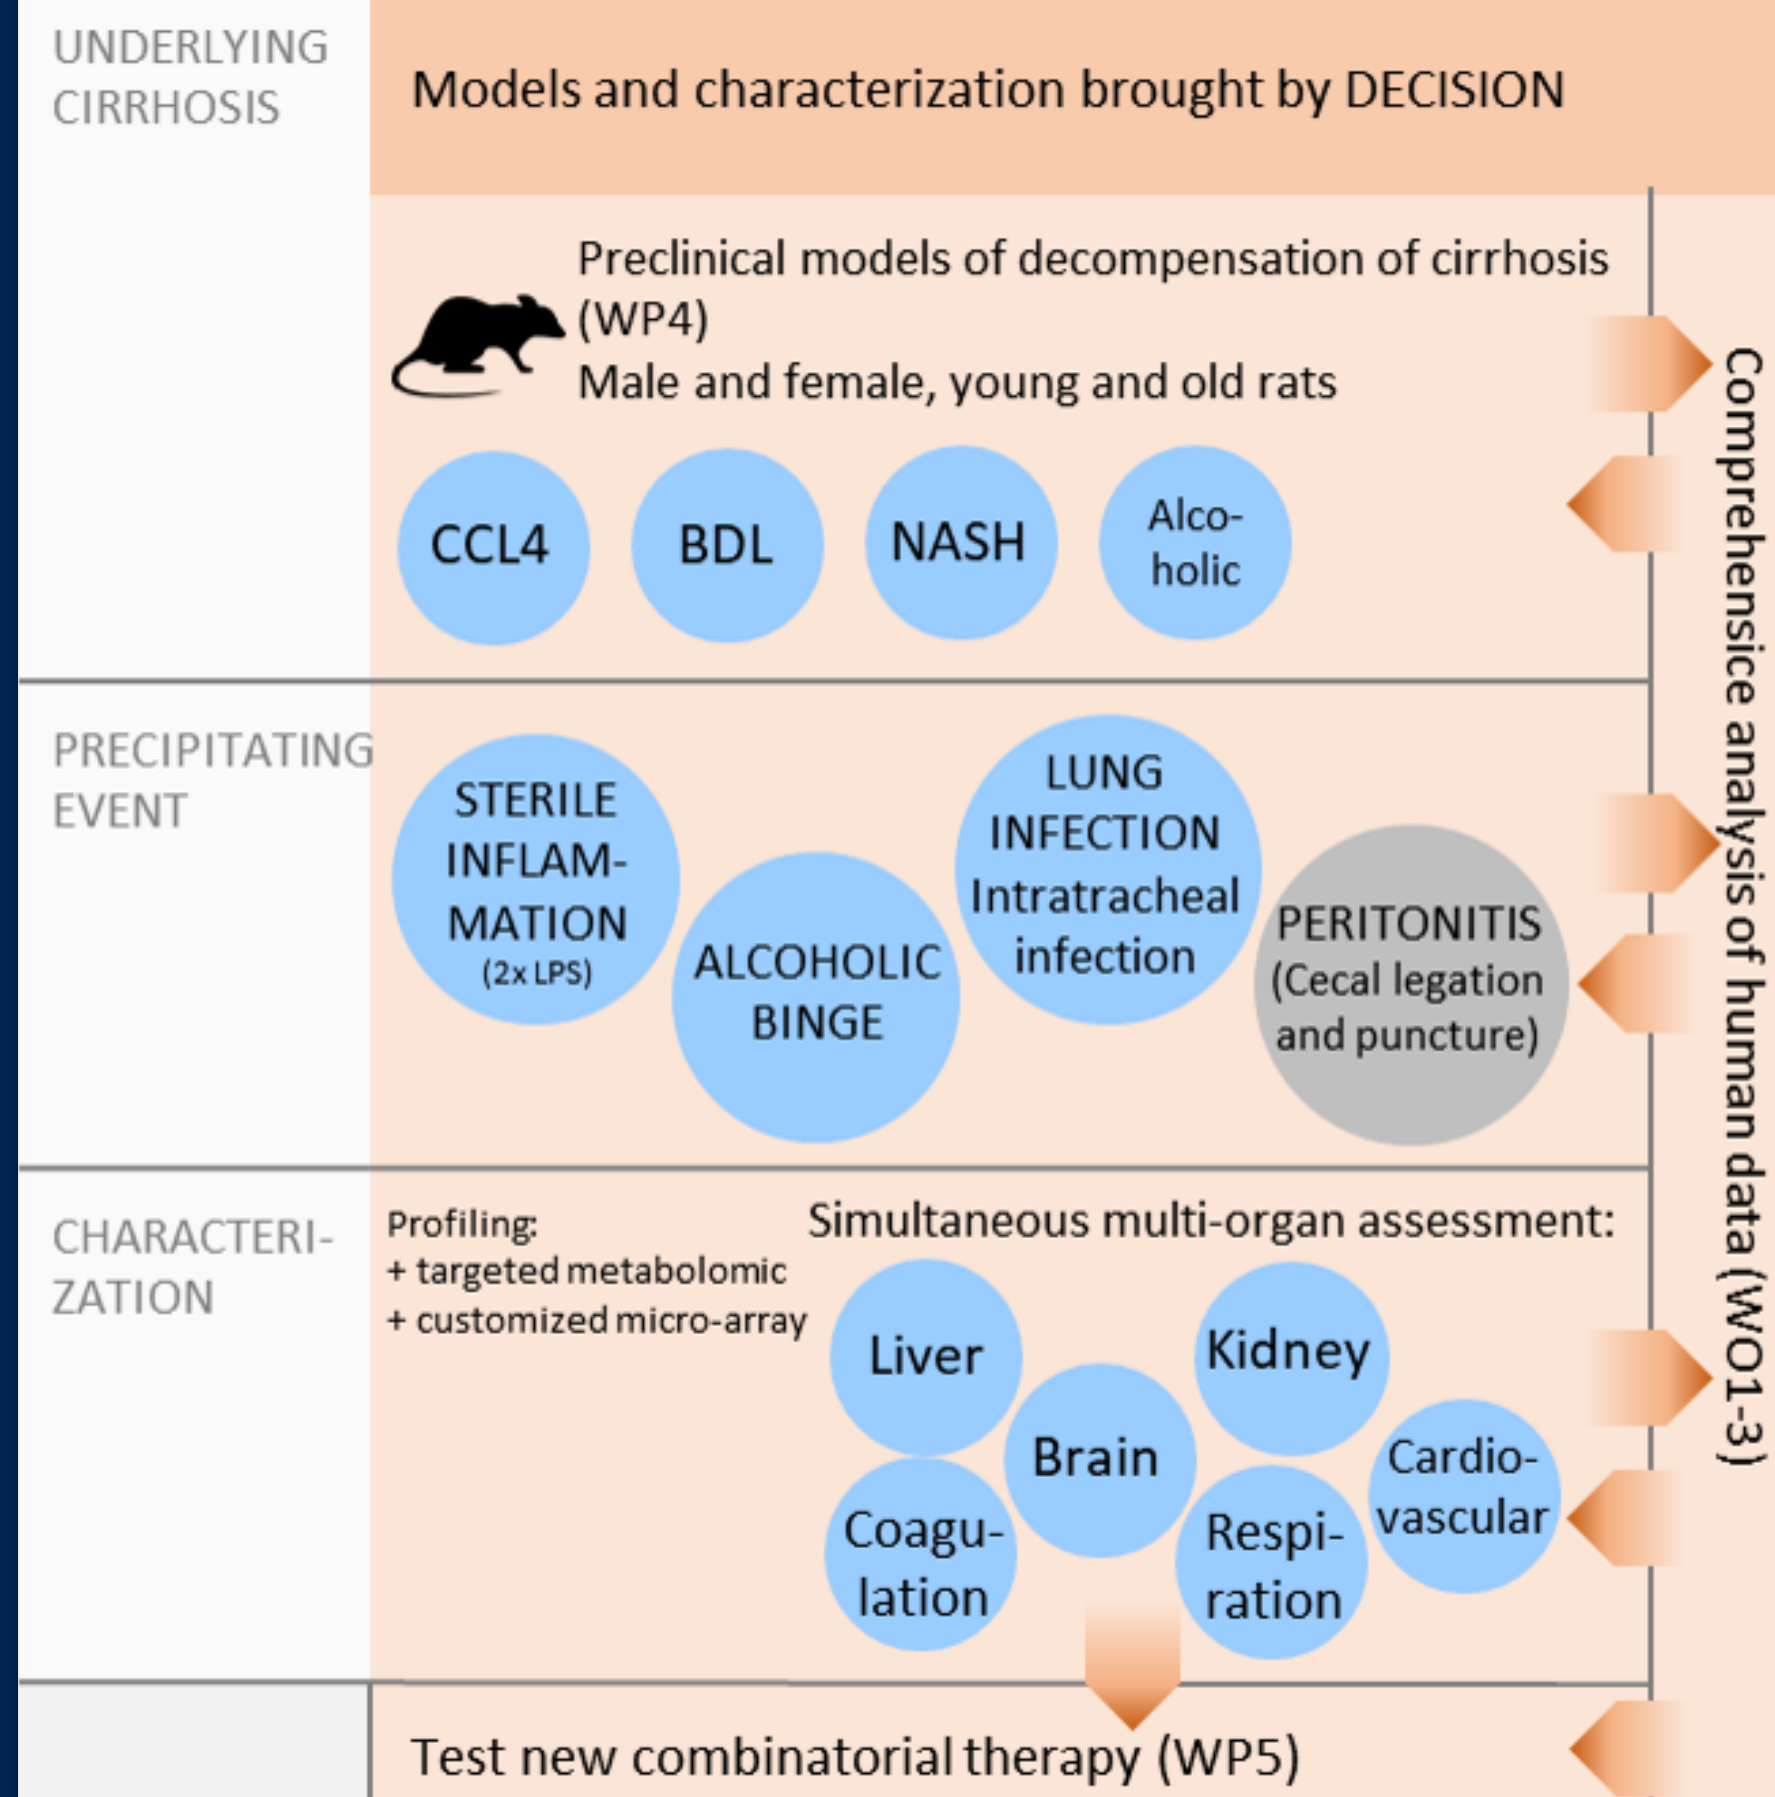 UNDERLYING
CIRRHOSIS
Models and characterization brought by DECISION
Preclinical models of decompensation of cirrhosis
(WP4)
Male and female, young and old rats
CCL4
BDL
NASH
Alco-
holic
PRECIPITATING
EVENT
STERILE
INFLAM-
MATION
(2x LPS)
ALCOHOLIC
BINGE
LUNG
INFECTION
Intratracheal
infection
PERITONITIS
(Cecal legation
and puncture)
CHARACTERI-
ZATION
Profiling:
+ targeted metabolomic
+ customized micro-array
Simultaneous multi-organ assessment:
Liver
Kidney
Brain
Cardio-
vascular
Coagu-
lation
Respi-
ration
Test new combinatorial therapy (WP5)
Comprehensice analysis of human data (WO1-3)